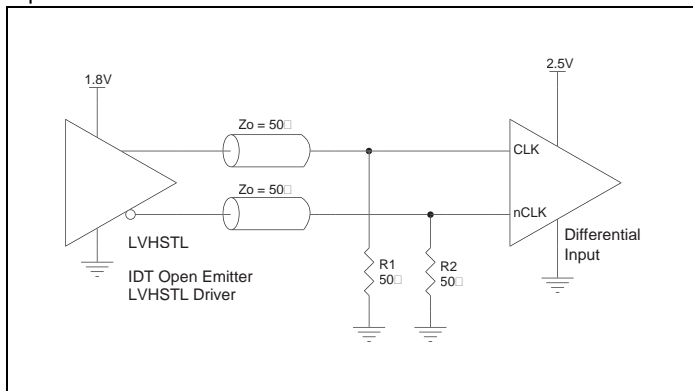 1.8V
2.5V
Zo = 50□
CLK
Zo = 50□
nCLK
LVHSTL
Differential
Input
R1
50□
R2
50□
IDT Open Emitter
LVHSTL Driver